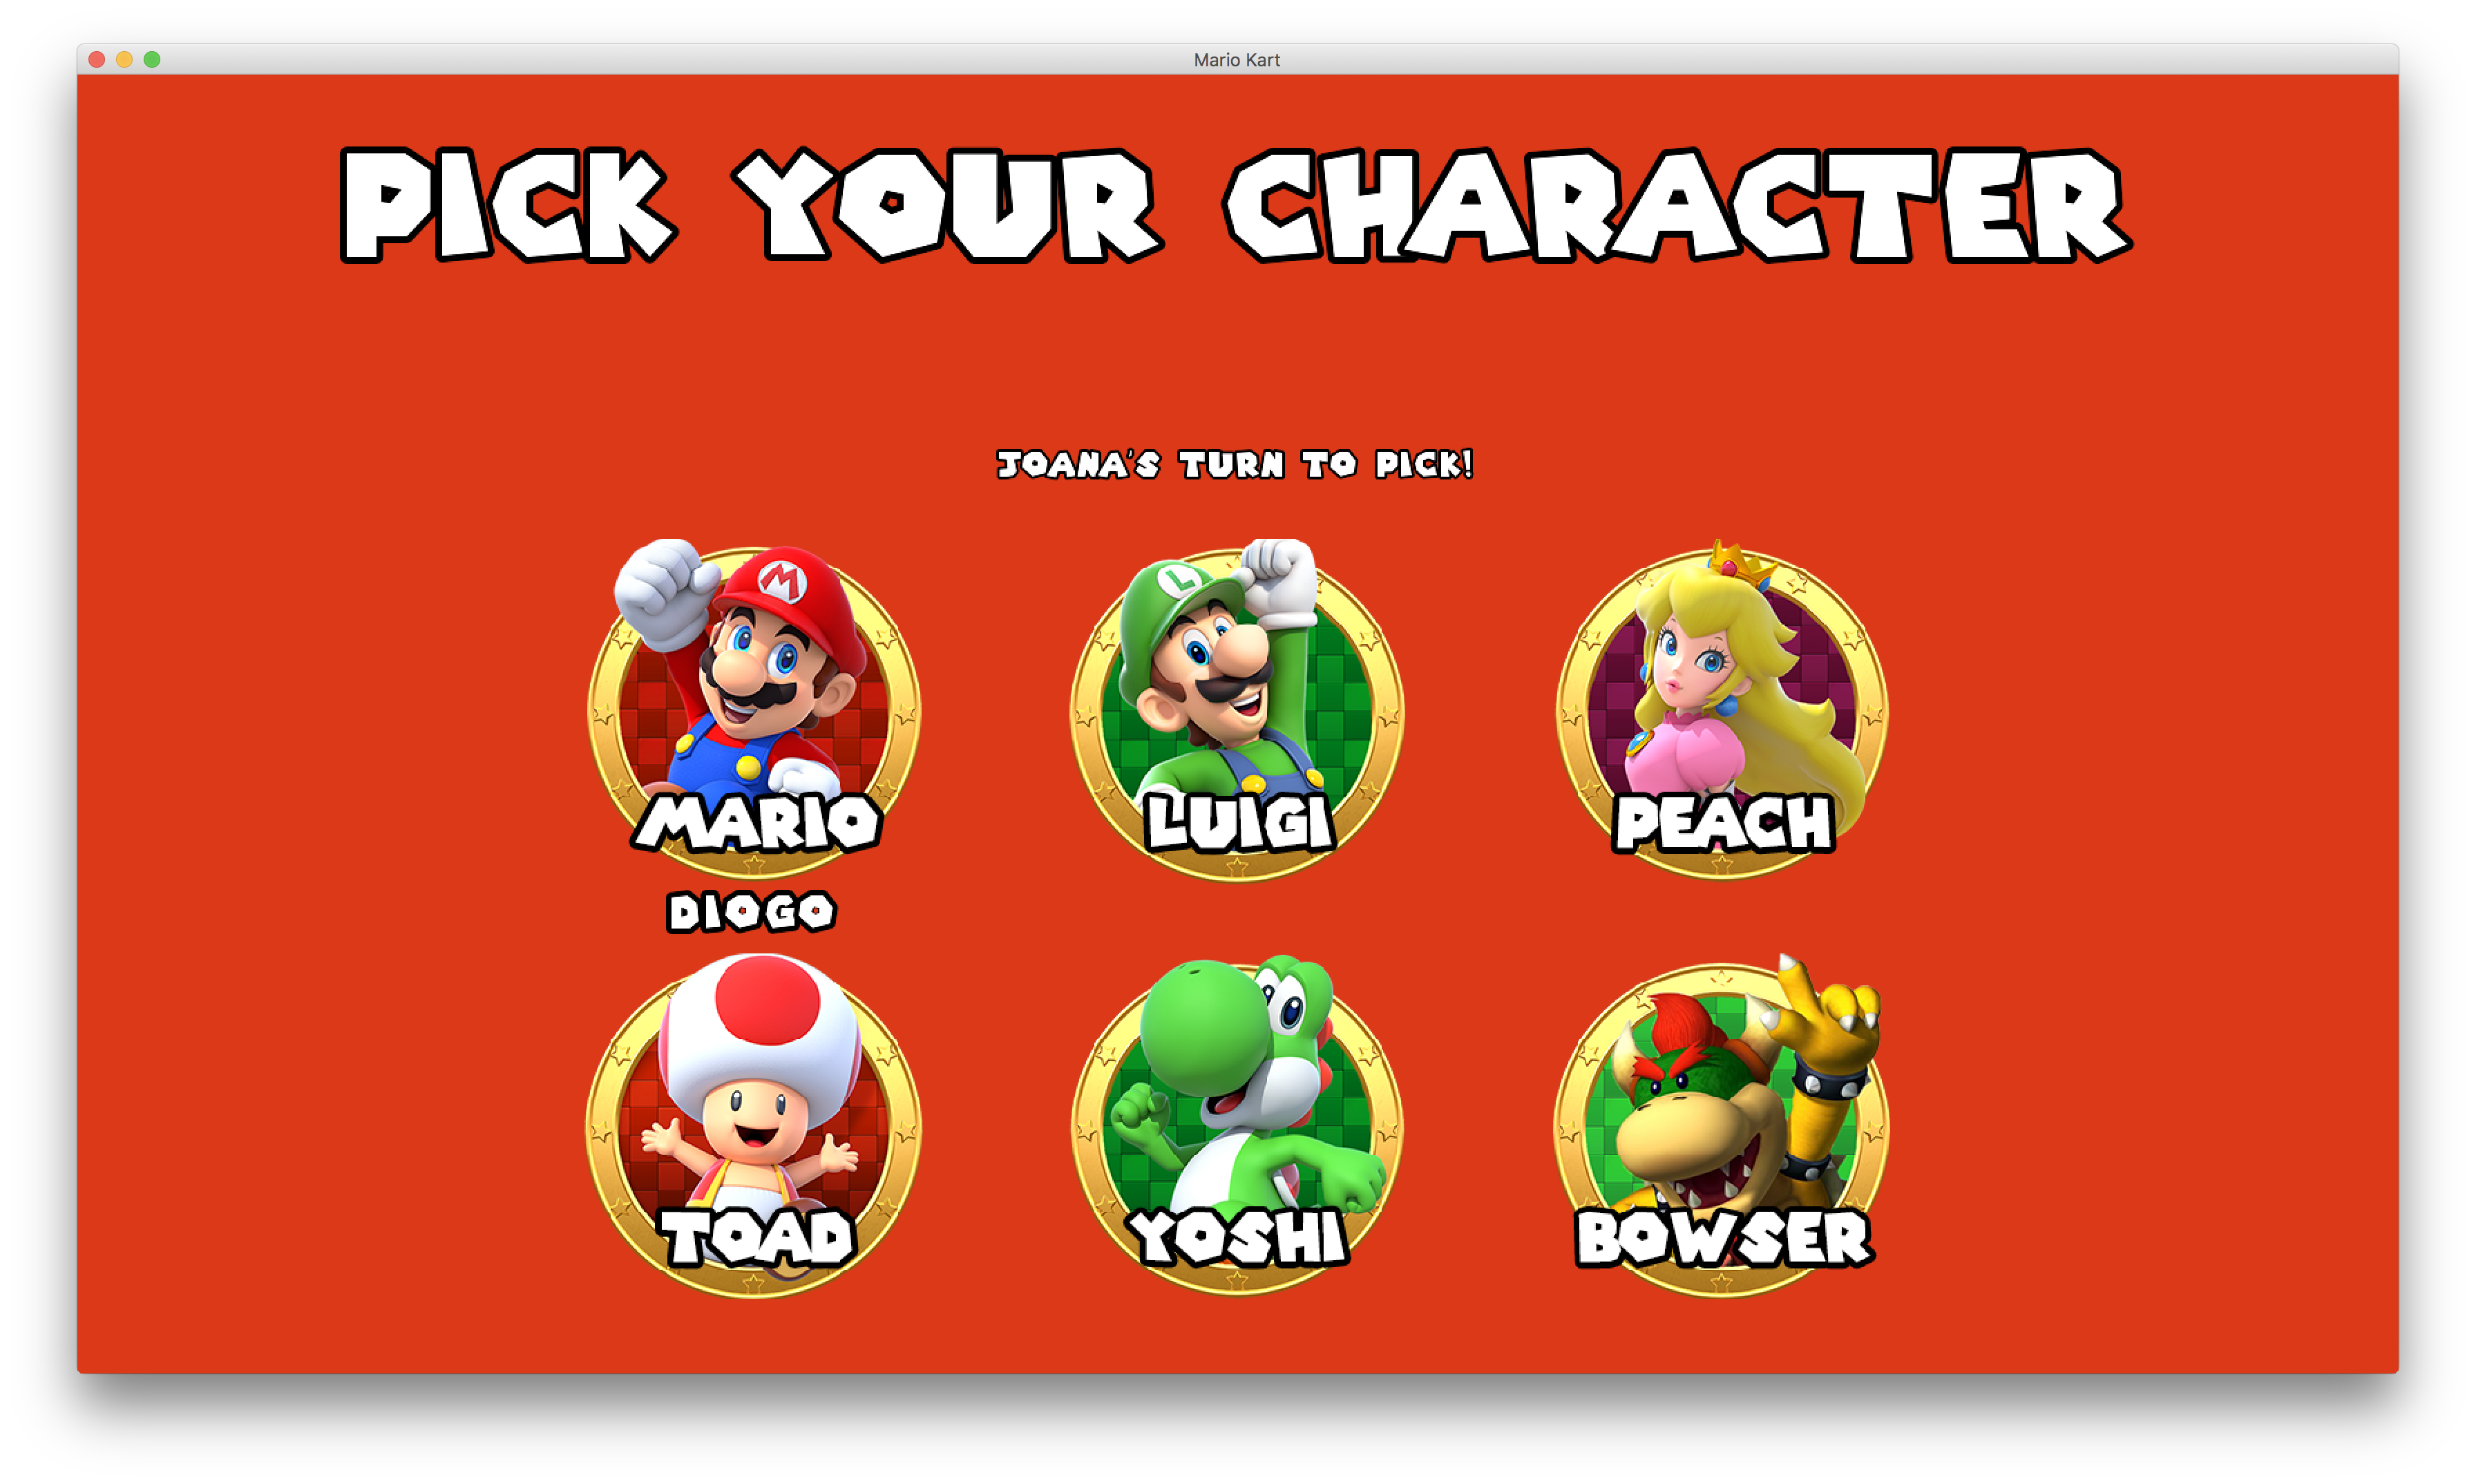 Mario Kart
PICK YOUR CHARACTER
JOANA'S TURN TO PICK!
M L
MARIO LUIGI PEACH
DIOGO
TOAD YOSHI BOWSER